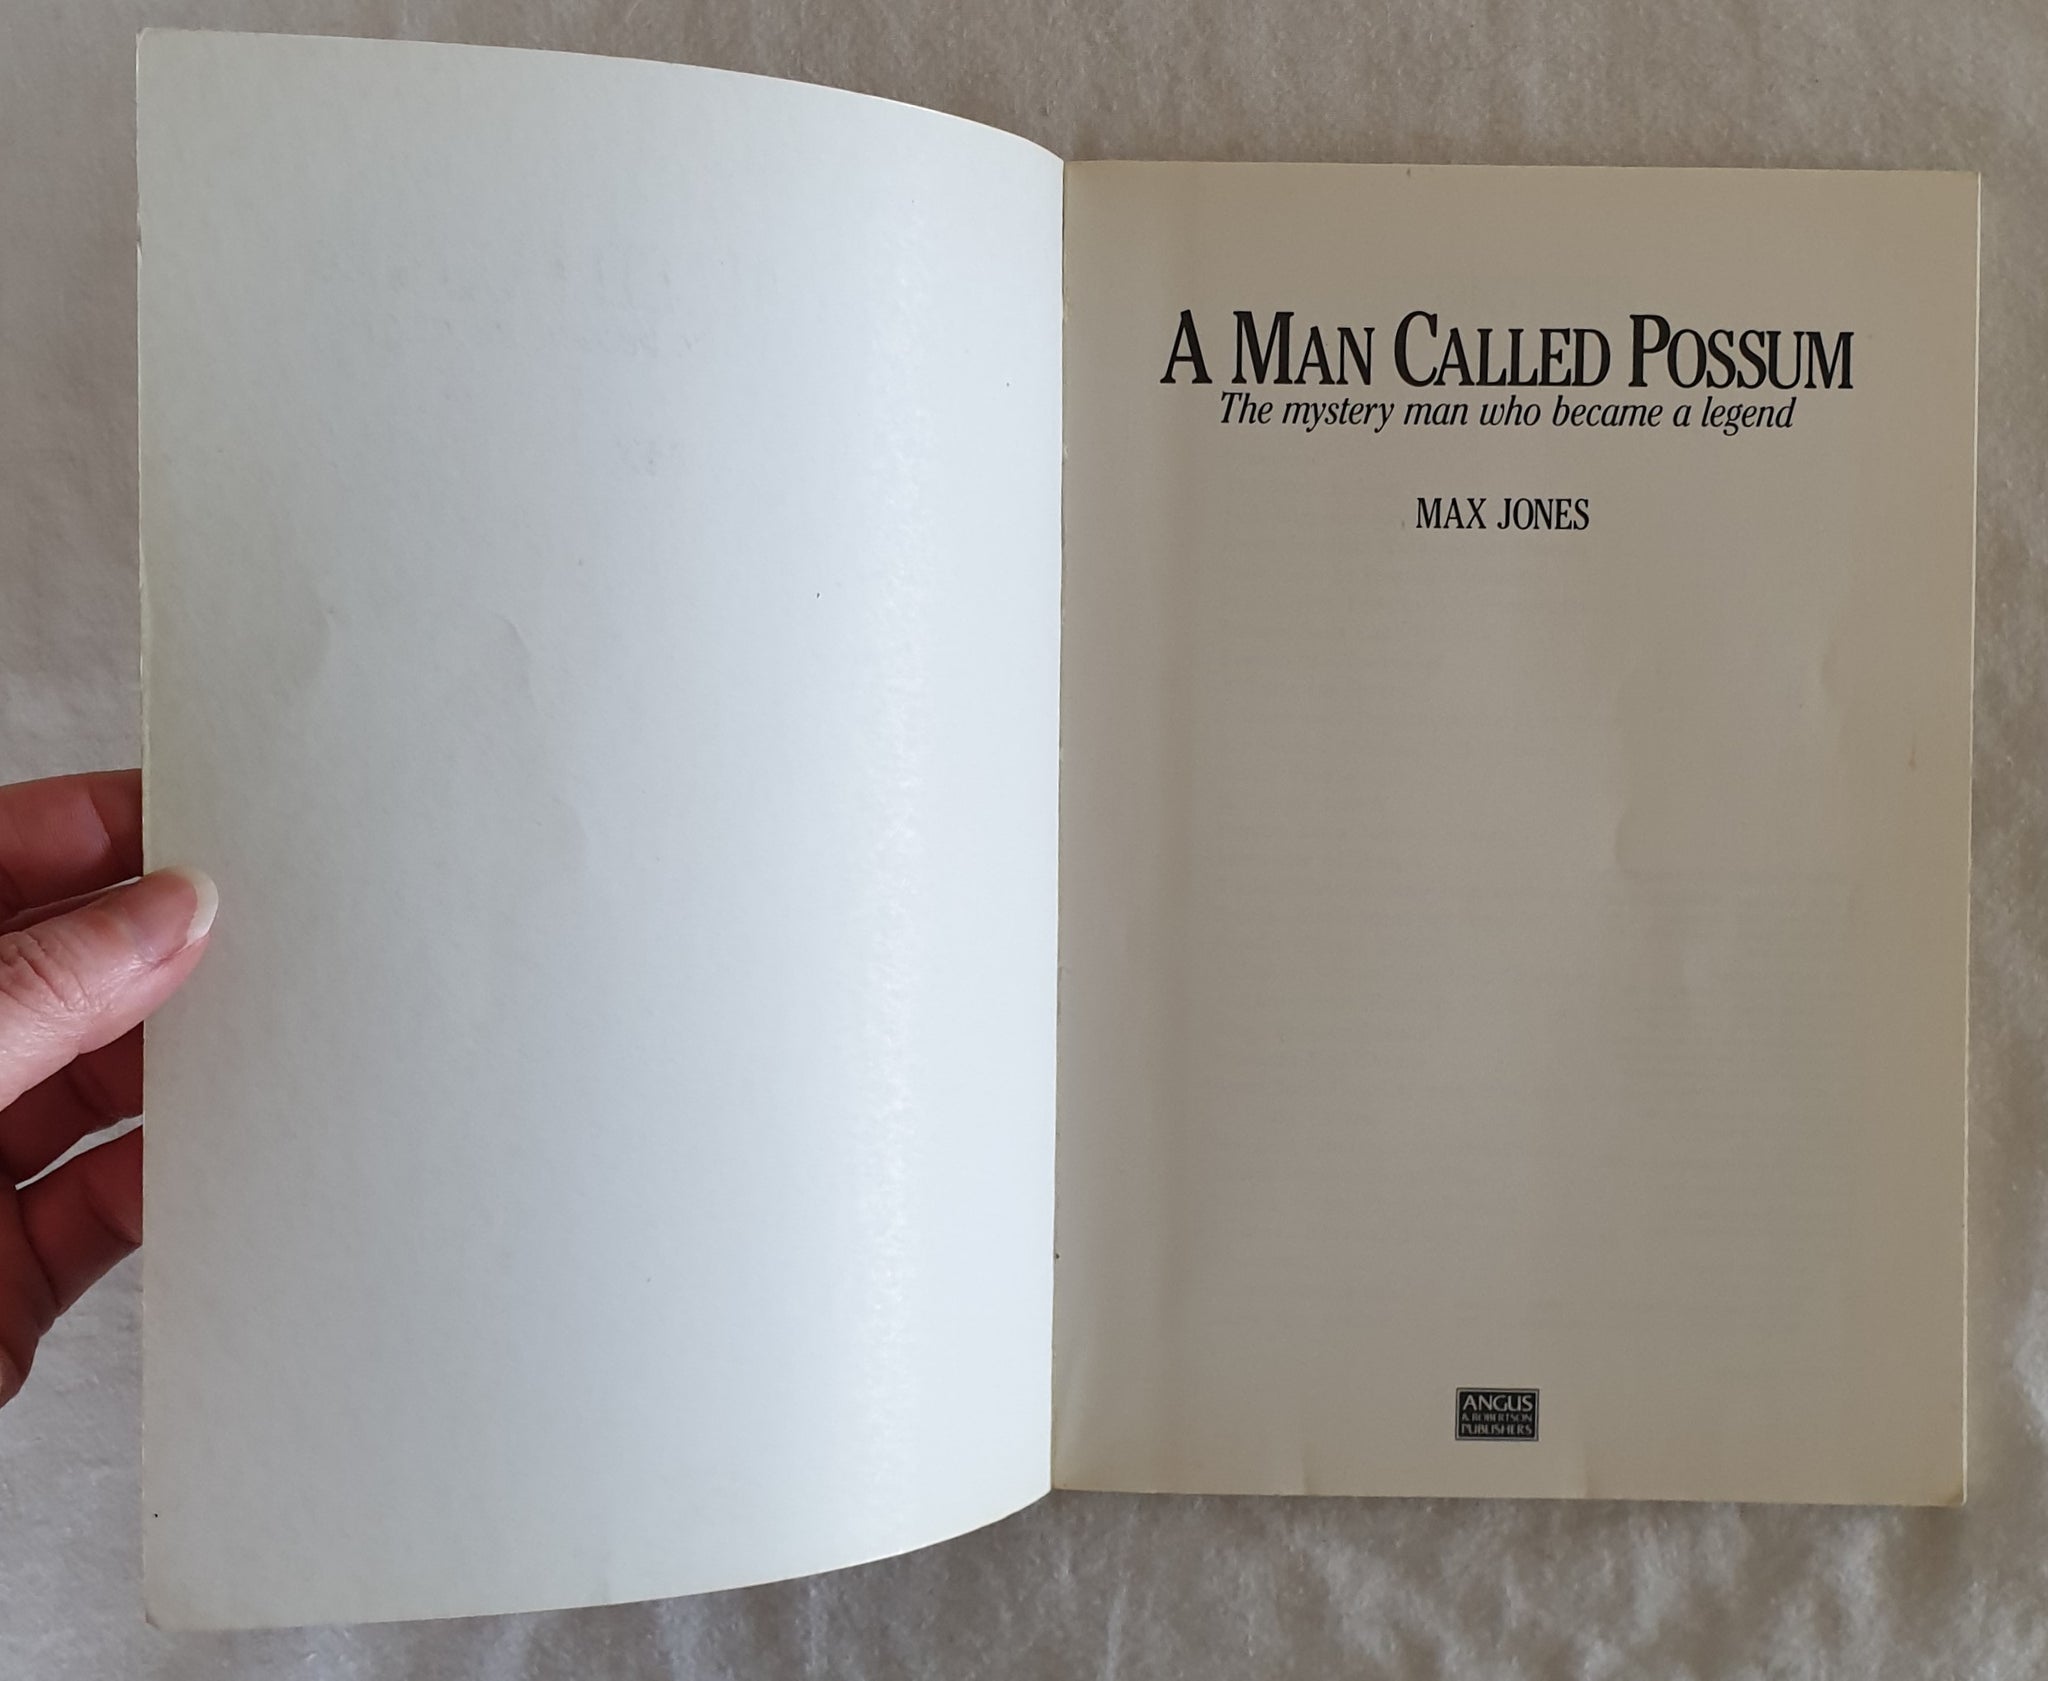 A MAN CALLED POSSUM
The mystery man who became a legend
MAX JONES
ANGUS
& ROBERTSON
PUBLISHERS